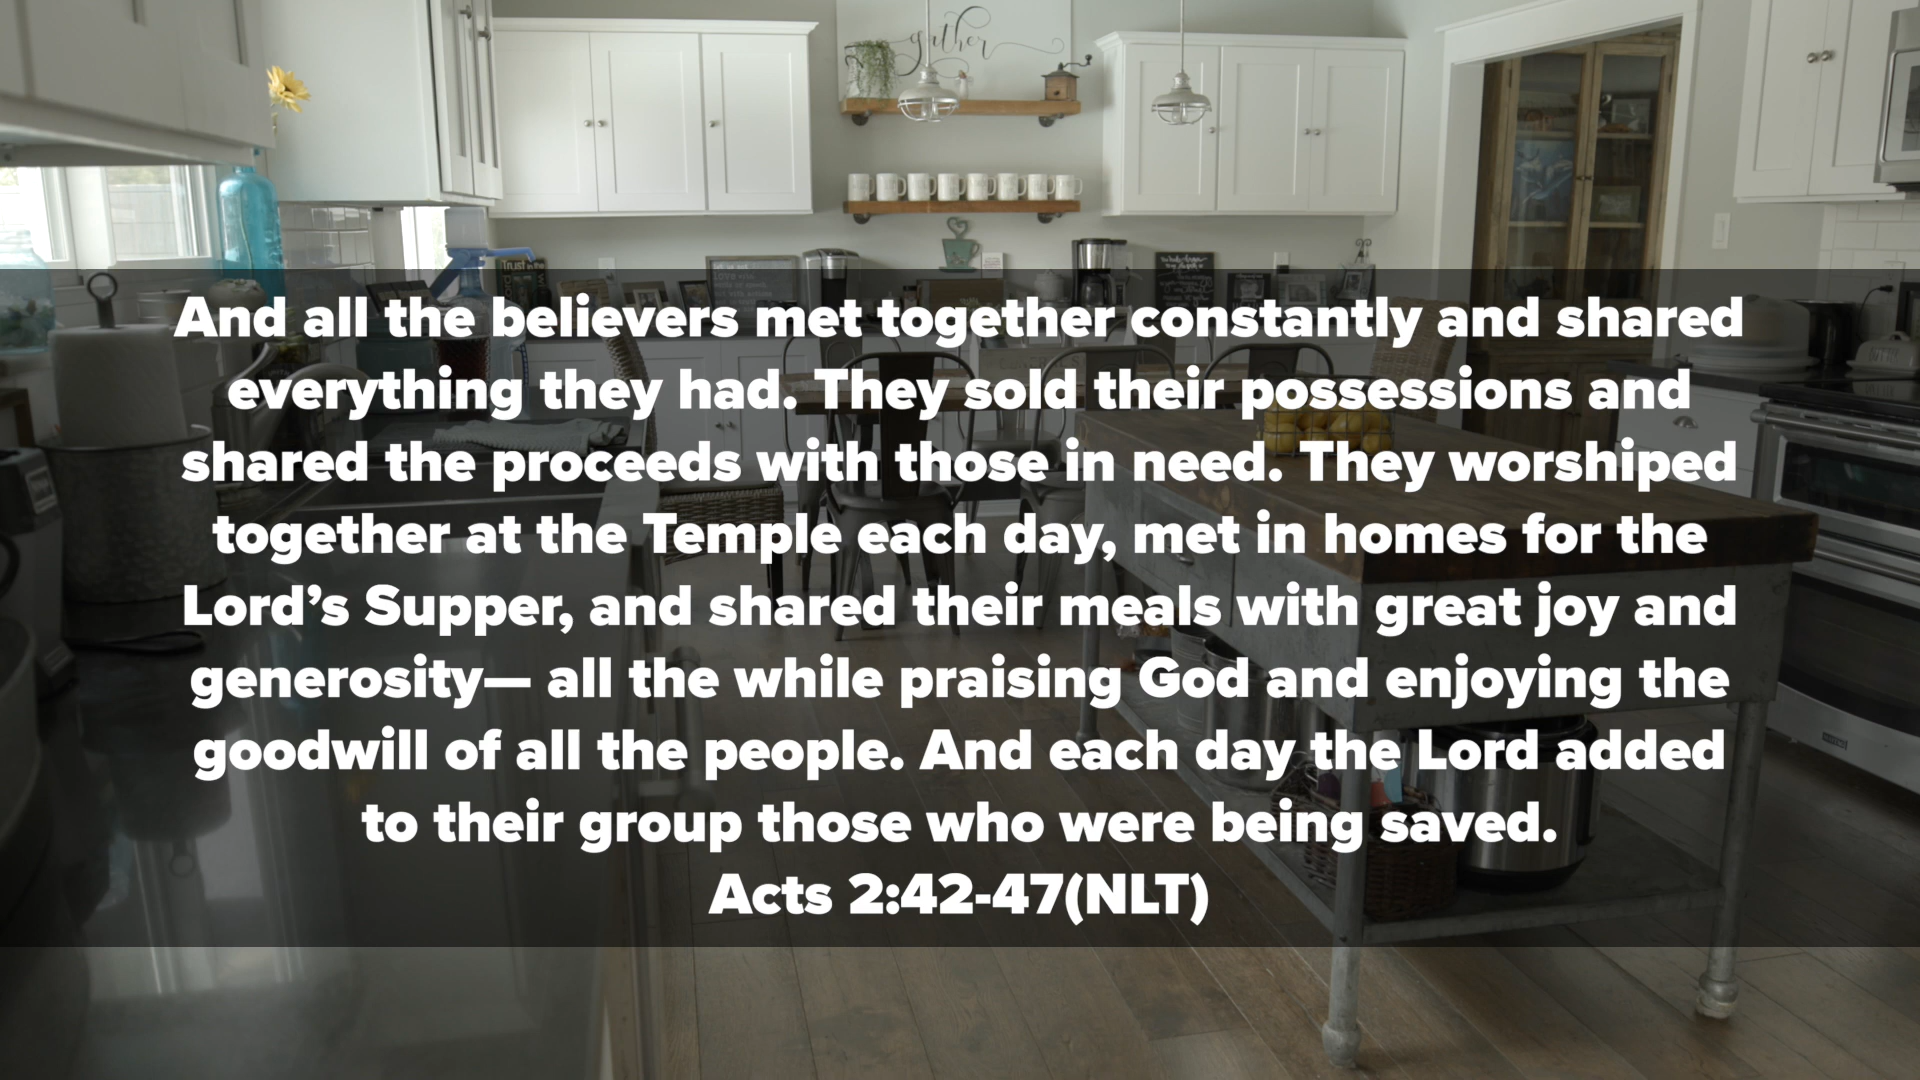 gather
Trust in the
And all the believers met together constantly and shared
everything they had. They sold their possessions and
shared the proceeds with those in need. They worshiped
together at the Temple each day, met in homes for the
Lord’s Supper, and shared their meals with great joy and
generosity— all the while praising God and enjoying the
goodwill of all the people. And each day the Lord added
to their group those who were being saved.
Acts 2:42-47(NLT)